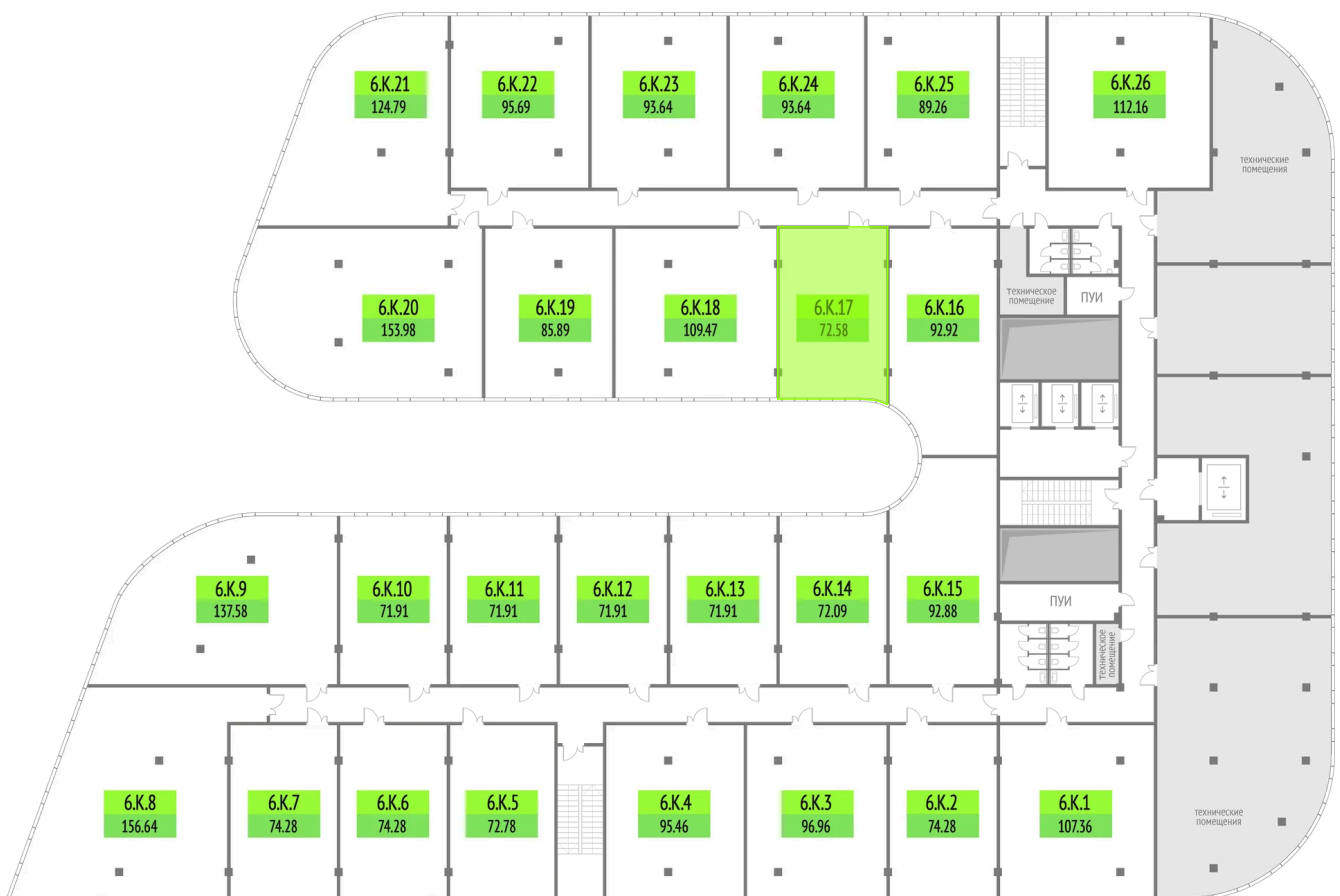 6.К.21
124.79
6.К.22
95.69
6.К.23
93.64
6.К.24
93.64
6.К.25
89.26
6.К.26
112.16
технические
помещения
6.К.20
153.98
6.К.19
85.89
6.К.18
109.47
6.К.17
72.58
6.К.16
92.92
техническое
помещение
ПУИ
6.К.9
137.58
6.К.10
71.91
6.К.11
71.91
6.К.12
71.91
6.К.13
71.91
6.К.14
72.09
6.К.15
92.88
ПУИ
техническое
помещение
6.К.8
156.64
6.К.7
74.28
6.К.6
74.28
6.К.5
72.78
6.К.4
95.46
6.К.3
96.96
6.К.2
74.28
6.К.1
107.36
технические
помещения